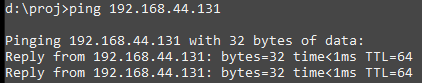 d:\proj>ping 192.168.44.131
Pinging 192.168.44.131 with 32 bytes of data:
Reply from 192.168.44.131: bytes=32 time<1ms TTL=64
Reply from 192.168.44.131: bytes=32 time<1ms TTL=64